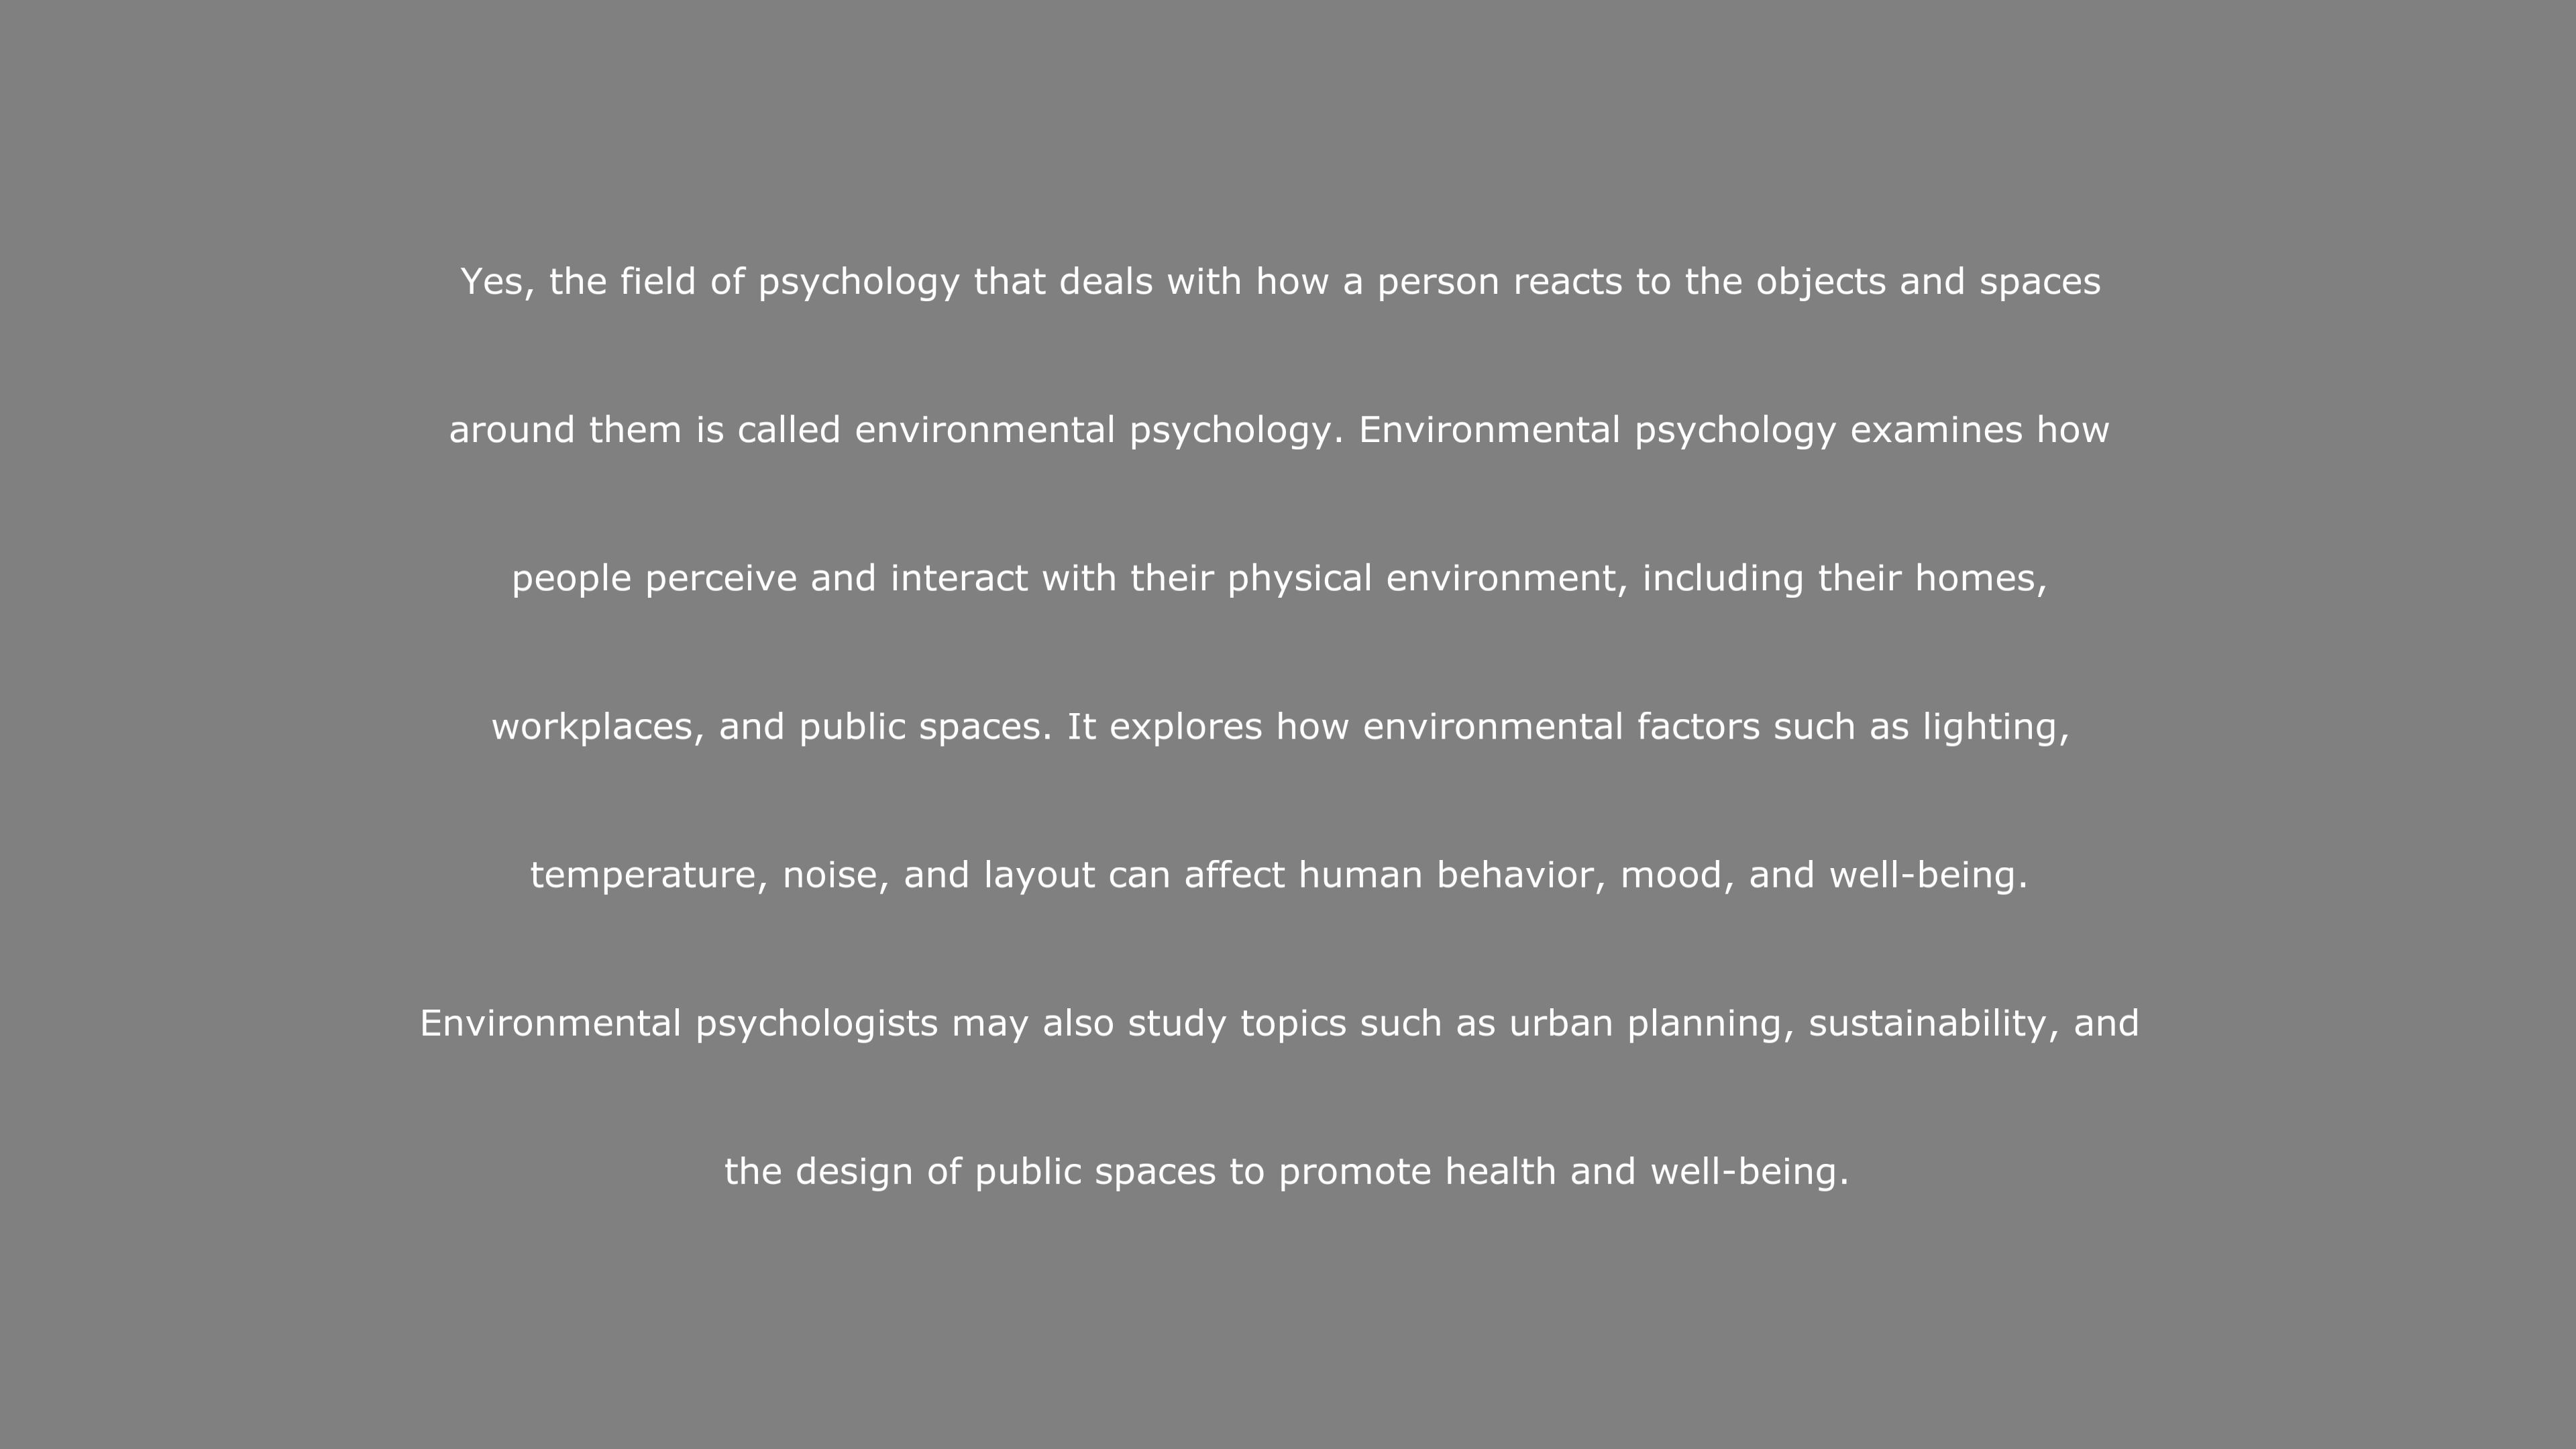 Yes, the field of psychology that deals with how a person reacts to the objects and spaces
around them is called environmental psychology. Environmental psychology examines how
people perceive and interact with their physical environment, including their homes,
workplaces, and public spaces. It explores how environmental factors such as lighting,
temperature, noise, and layout can affect human behavior, mood, and well-being.
Environmental psychologists may also study topics such as urban planning, sustainability, and
the design of public spaces to promote health and well-being.